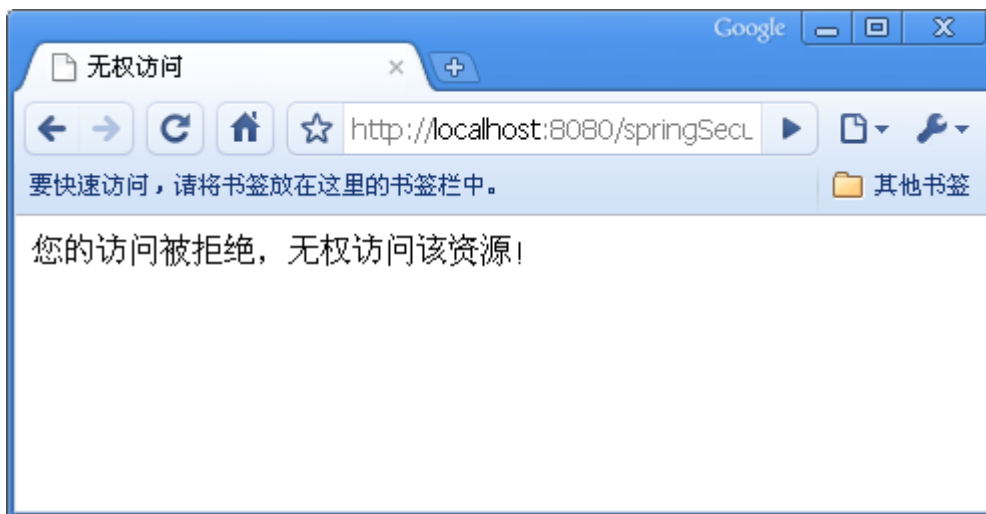 Google
无权访问
http://localhost:8080/springSecu
要快速访问，请将书签放在这里的书签栏中。 其他书签
您的访问被拒绝，无权访问该资源！